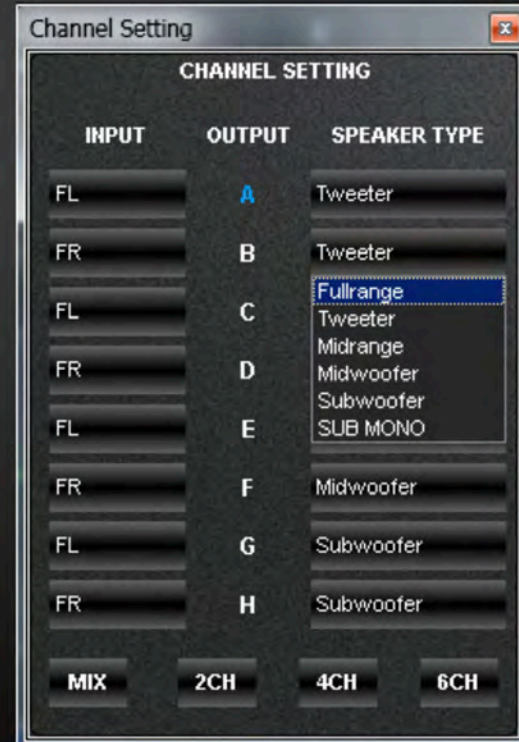 Channel Setting
CHANNEL SETTING
INPUT OUTPUT SPEAKER TYPE
FL A Tweeter
FR B Tweeter
Fullrange
FL C Tweeter
Midrange
FR D Midwoofer
Subwoofer
FL E SUB MONO
FR F Midwoofer
FL G Subwoofer
FR H Subwoofer
MIX 2CH 4CH 6CH